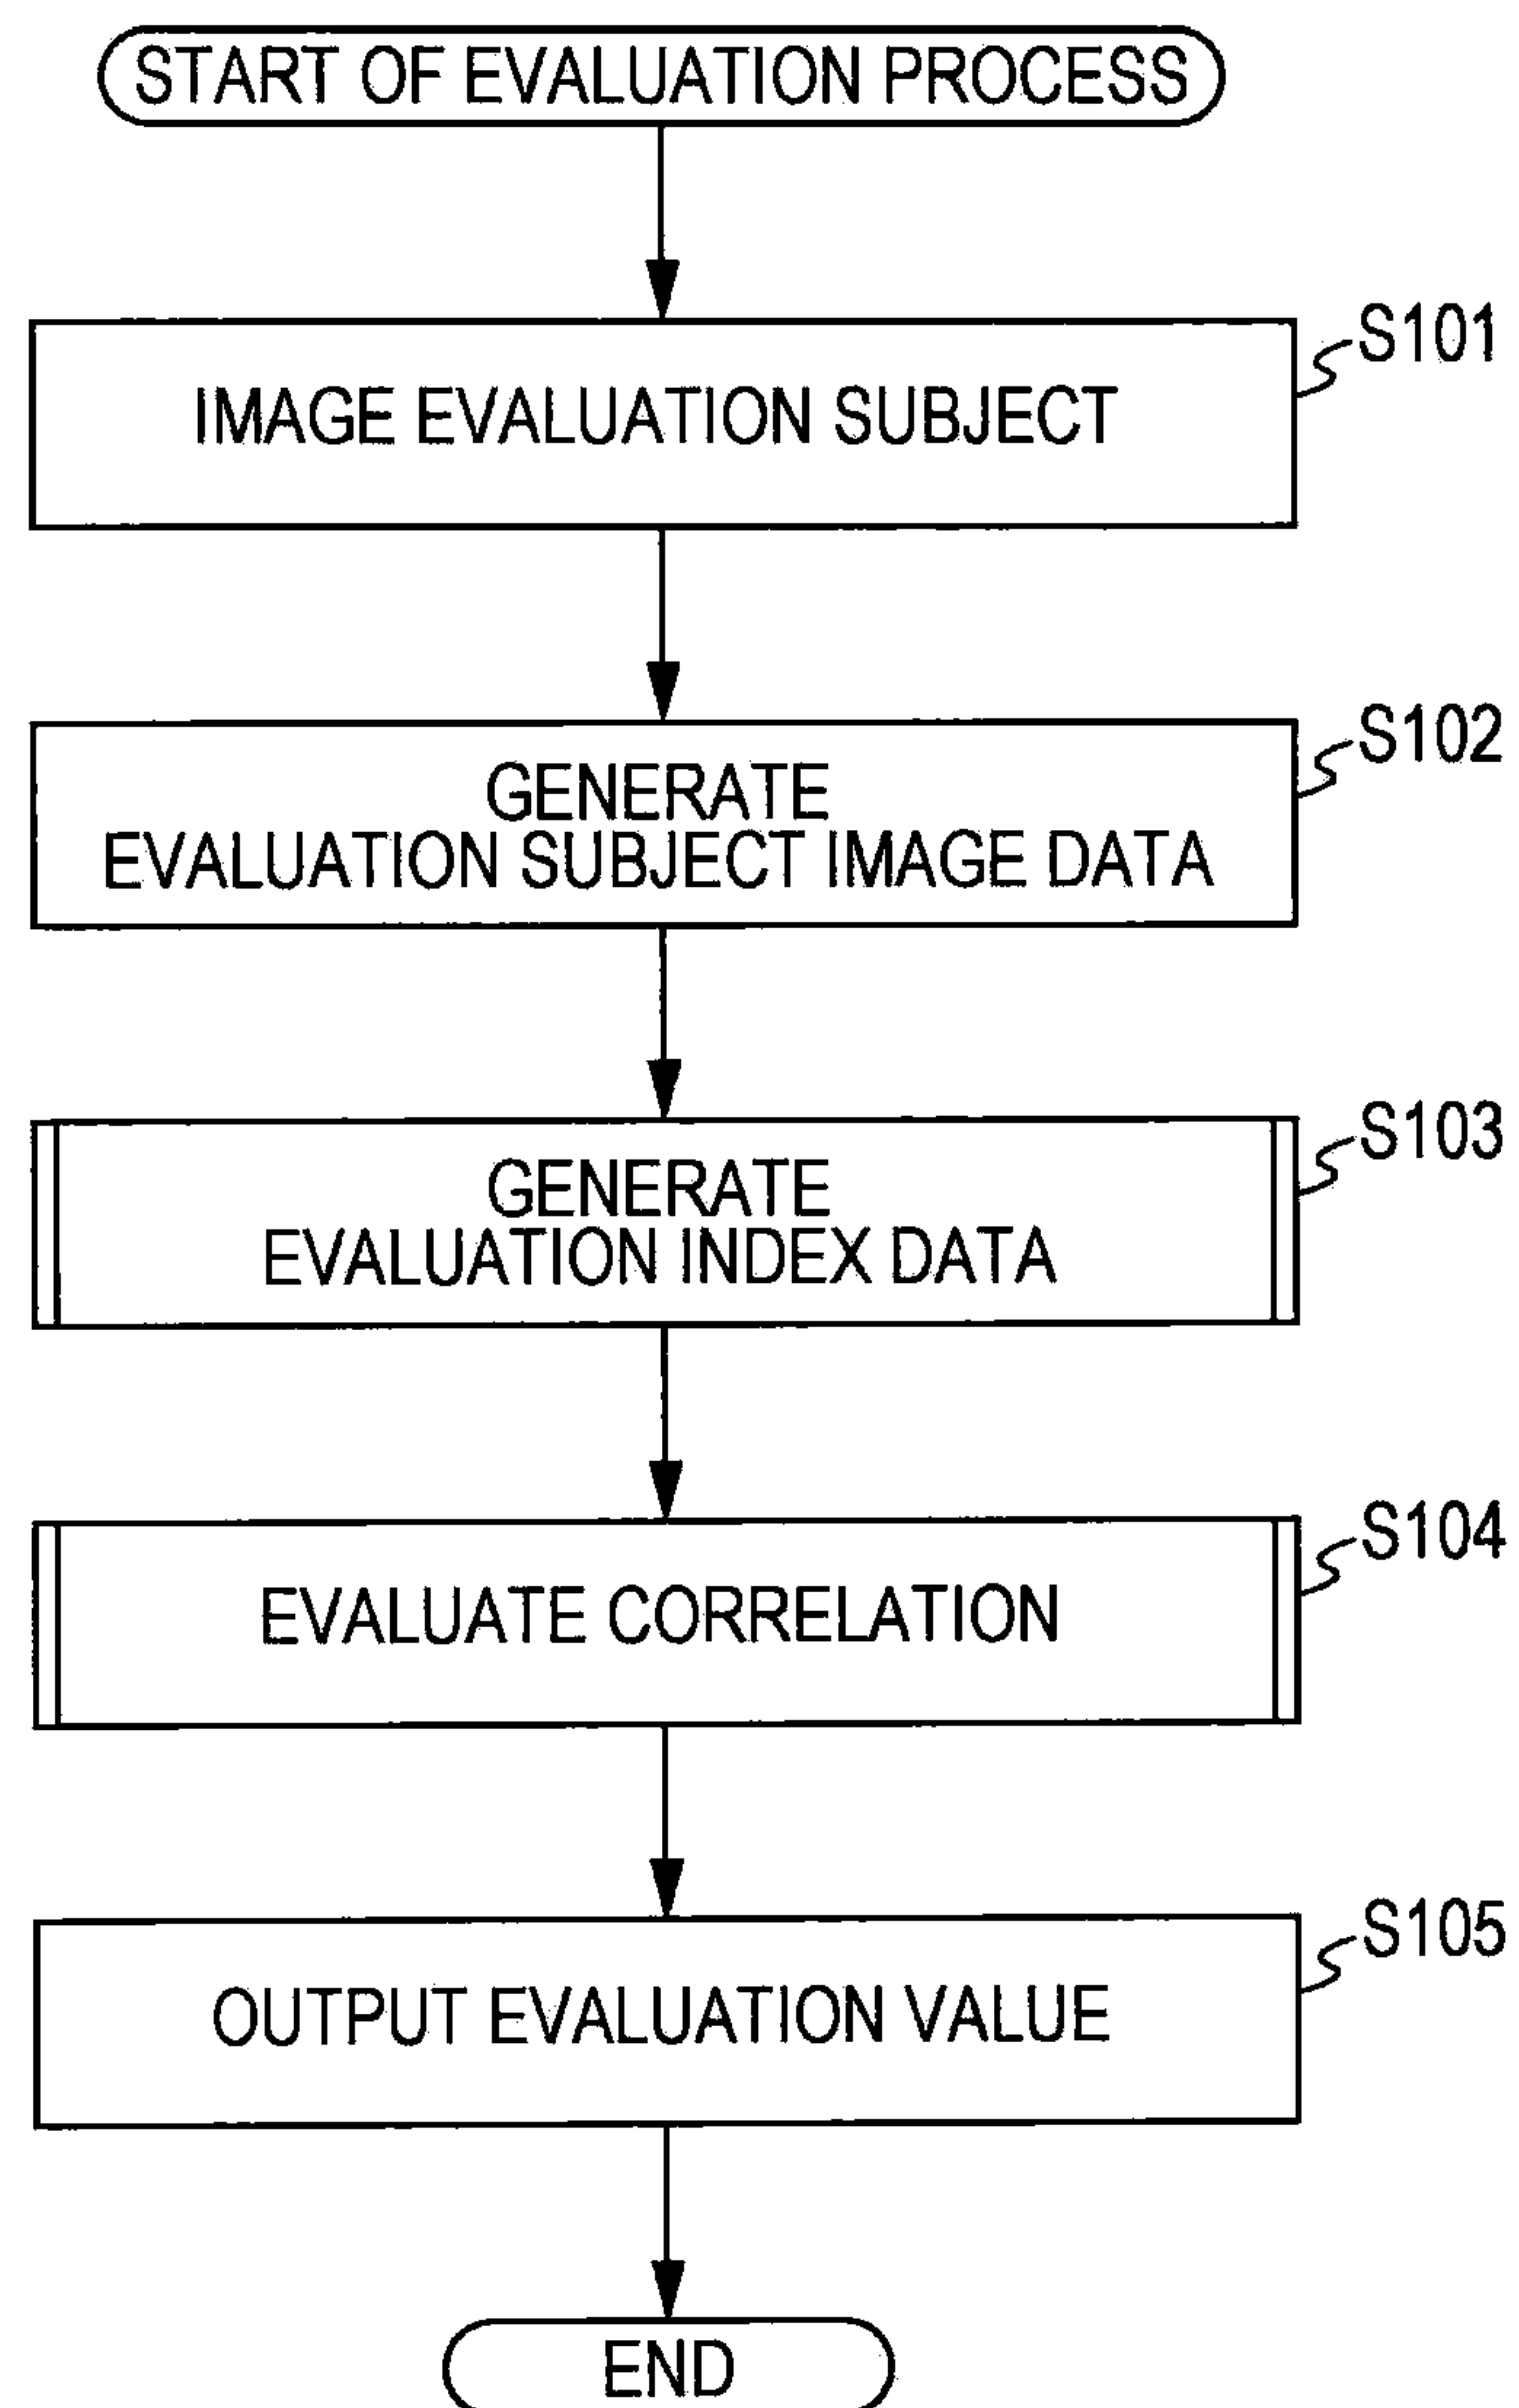 START OF EVALUATION PROCESS
S101
IMAGE EVALUATION SUBJECT
S102
GENERATE
EVALUATION SUBJECT IMAGE DATA
S103
GENERATE
EVALUATION INDEX DATA
S104
EVALUATE CORRELATION
S105
OUTPUT EVALUATION VALUE
END